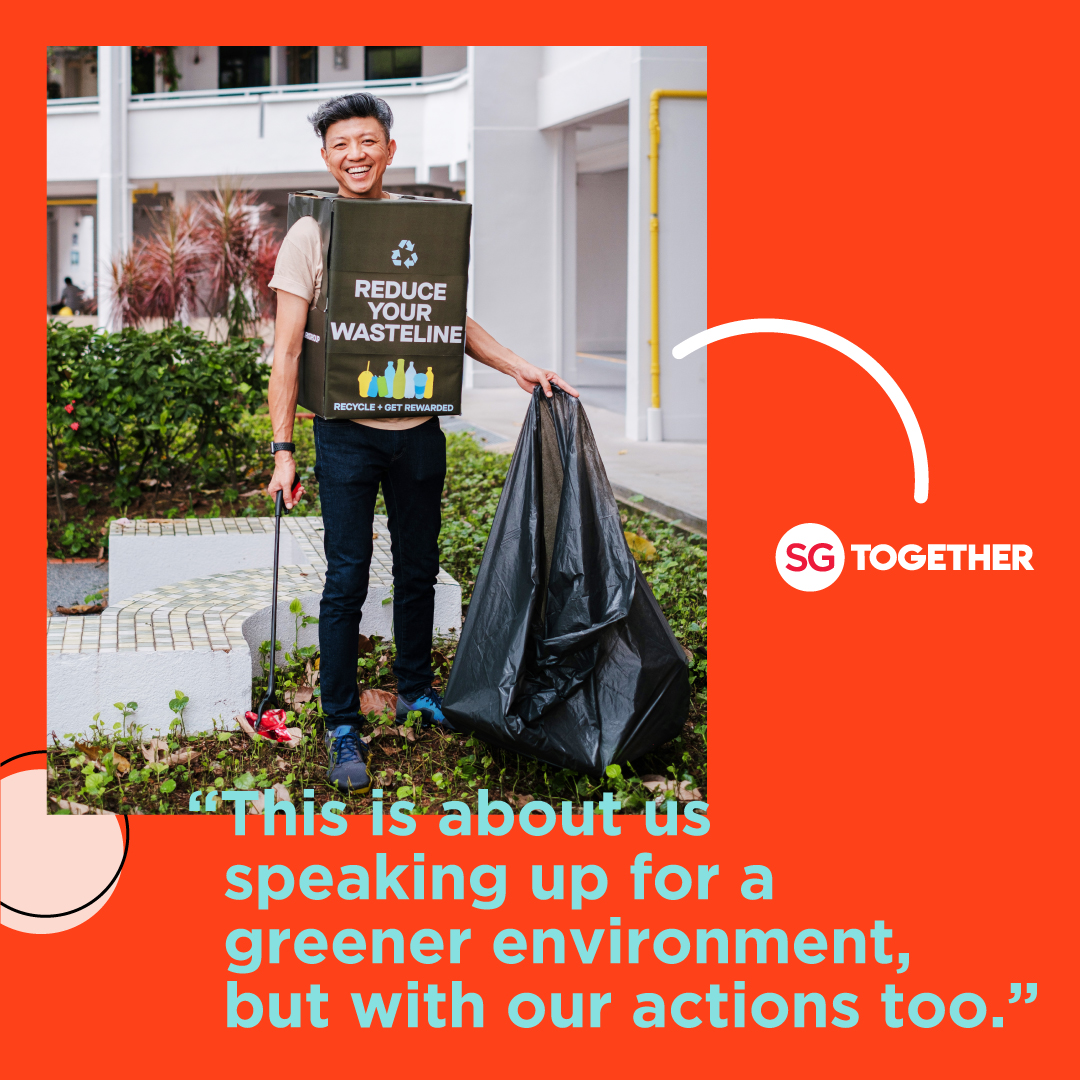 REDUCE
YOUR
WASTELINE
RECYCLE + GET REWARDED
SG TOGETHER
“This is about us
speaking up for a
greener environment,
but with our actions too.”